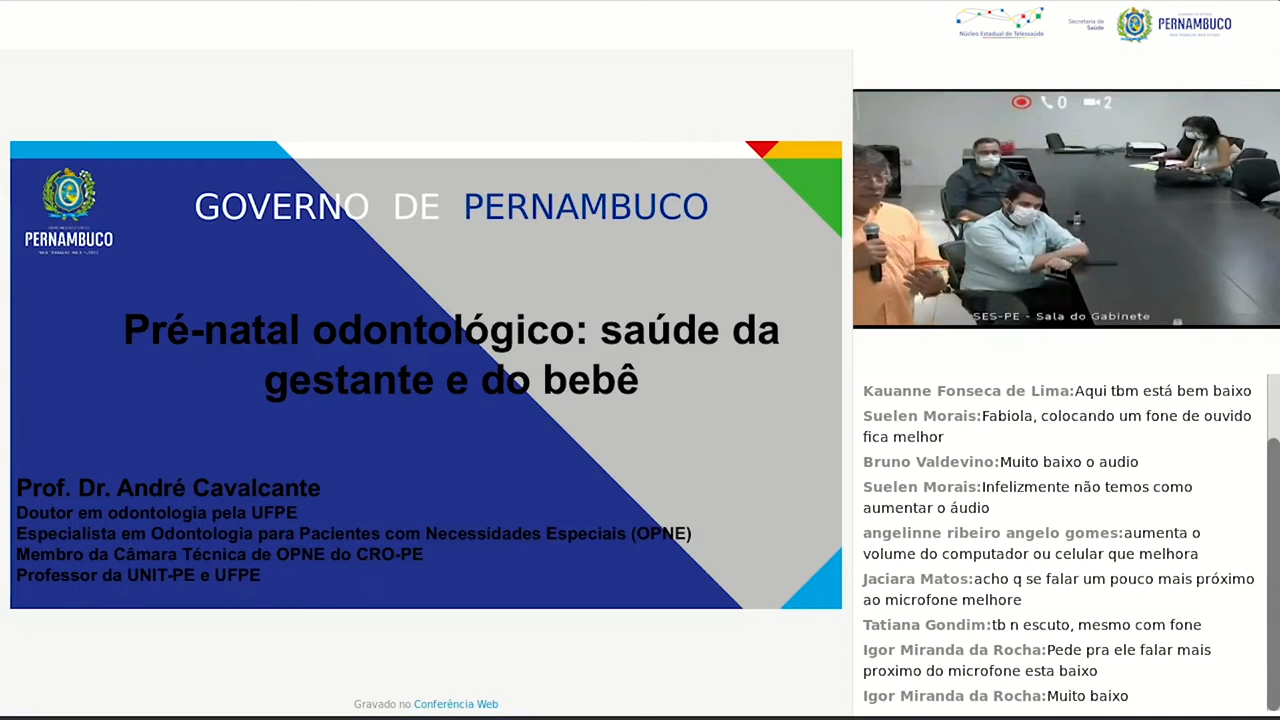 Núcleo Estadual de Telessaúde
Secretaria de
Saúde
PERNAMBUCO
GOVERNO DE PERNAMBUCO
PERNAMBUCO
Pré-natal odontológico: saúde da
gestante e do bebê
Prof. Dr. André Cavalcante
Doutor em odontologia pela UFPE
Especialista em Odontologia para Pacientes com Necessidades Especiais (OPNE)
Membro da Câmara Técnica de OPNE do CRO-PE
Professor da UNIT-PE e UFPE
Gravado no Conferência Web
0 2
SES-PE - Sala do Gabinete
Kauanne Fonseca de Lima:Aqui tbm está bem baixo
Suelen Morais:Fabiola, colocando um fone de ouvido
fica melhor
Bruno Valdevino:Muito baixo o audio
Suelen Morais:Infelizmente não temos como
aumentar o áudio
angelinne ribeiro angelo gomes:aumenta o
volume do computador ou celular que melhora
Jaciara Matos:acho q se falar um pouco mais próximo
ao microfone melhore
Tatiana Gondim:tb n escuto, mesmo com fone
Igor Miranda da Rocha:Pede pra ele falar mais
proximo do microfone esta baixo
Igor Miranda da Rocha:Muito baixo